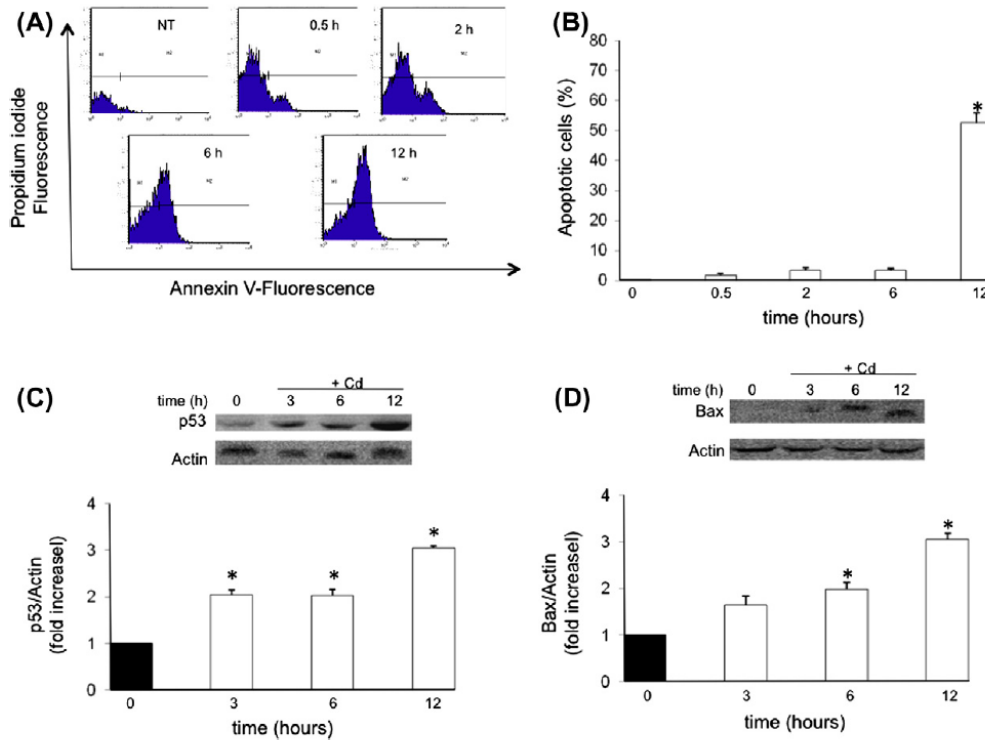 (A)
NT
0.5 h
2 h
6 h
12 h
Propidium iodide
Fluorescence
Annexin V-Fluorescence
(B)
Apoptotic cells (%)
80
70
60
50
40
30
20
10
0
*
0 0.5 2 6 12
time (hours)
(C)
+ Cd
time (h) 0 3 6 12
p53
Actin
p53/Actin
(fold increasel)
4
3
2
1
0
* * *
0 3 6 12
time (hours)
(D)
+ Cd
time (h) 0 3 6 12
Bax
Actin
Bax/Actin
(fold increasel)
4
3
2
1
0
* *
0 3 6 12
time (hours)